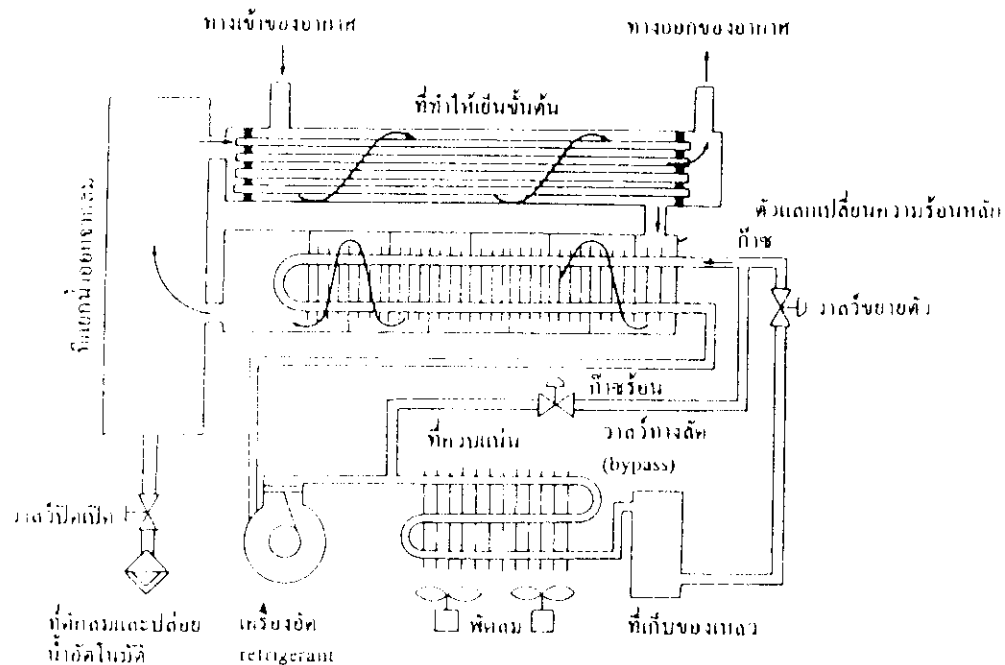 ทางเข้าของอากาศ
ทางออกของอากาศ
ที่ทำให้เย็นขั้นต้น
ตัวแลกเปลี่ยนความร้อนหลัก
ก๊าซ
ถังแยกน้ำออกจากลม
วาล์วขยายตัว
ก๊าซร้อน
วาล์วทางลัด
(bypass)
ที่ควบแน่น
วาล์วปิดเปิด
ที่ดักลมและปล่อย
น้ำอัตโนมัติ
เครื่องอัด
refrigerant
พัดลม
ที่เก็บของเหลว